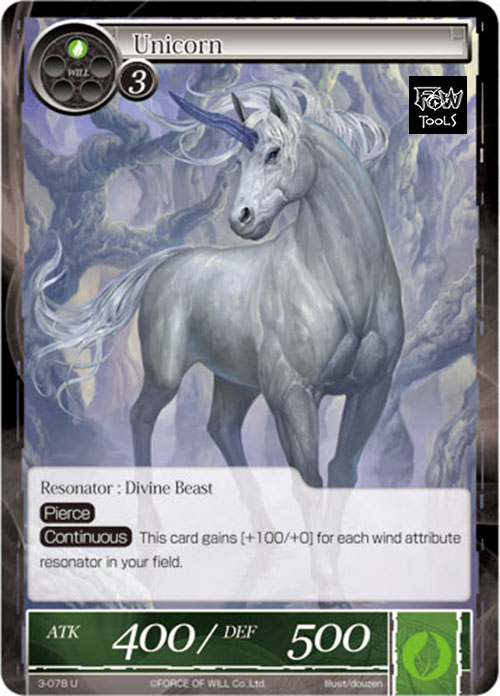 Unicorn
WILL
3
FOW
TOOLS
Resonator : Divine Beast
Pierce
Continuous This card gains [+100/+0] for each wind attribute
resonator in your field.
ATK 400/ DEF 500
3-078 U ©FORCE OF WILL Co.,Ltd. Illust/douzen